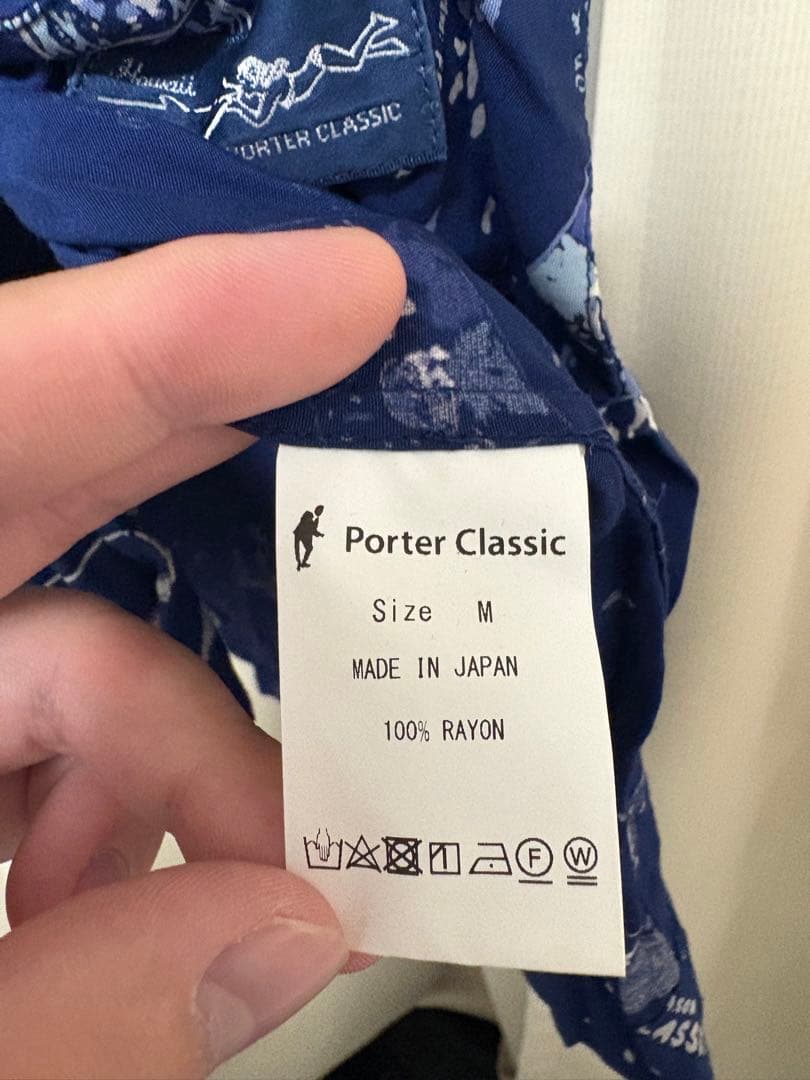 Hawaii
PORTER CLASSIC
Porter Classic
Size M
MADE IN JAPAN
100% RAYON
F W